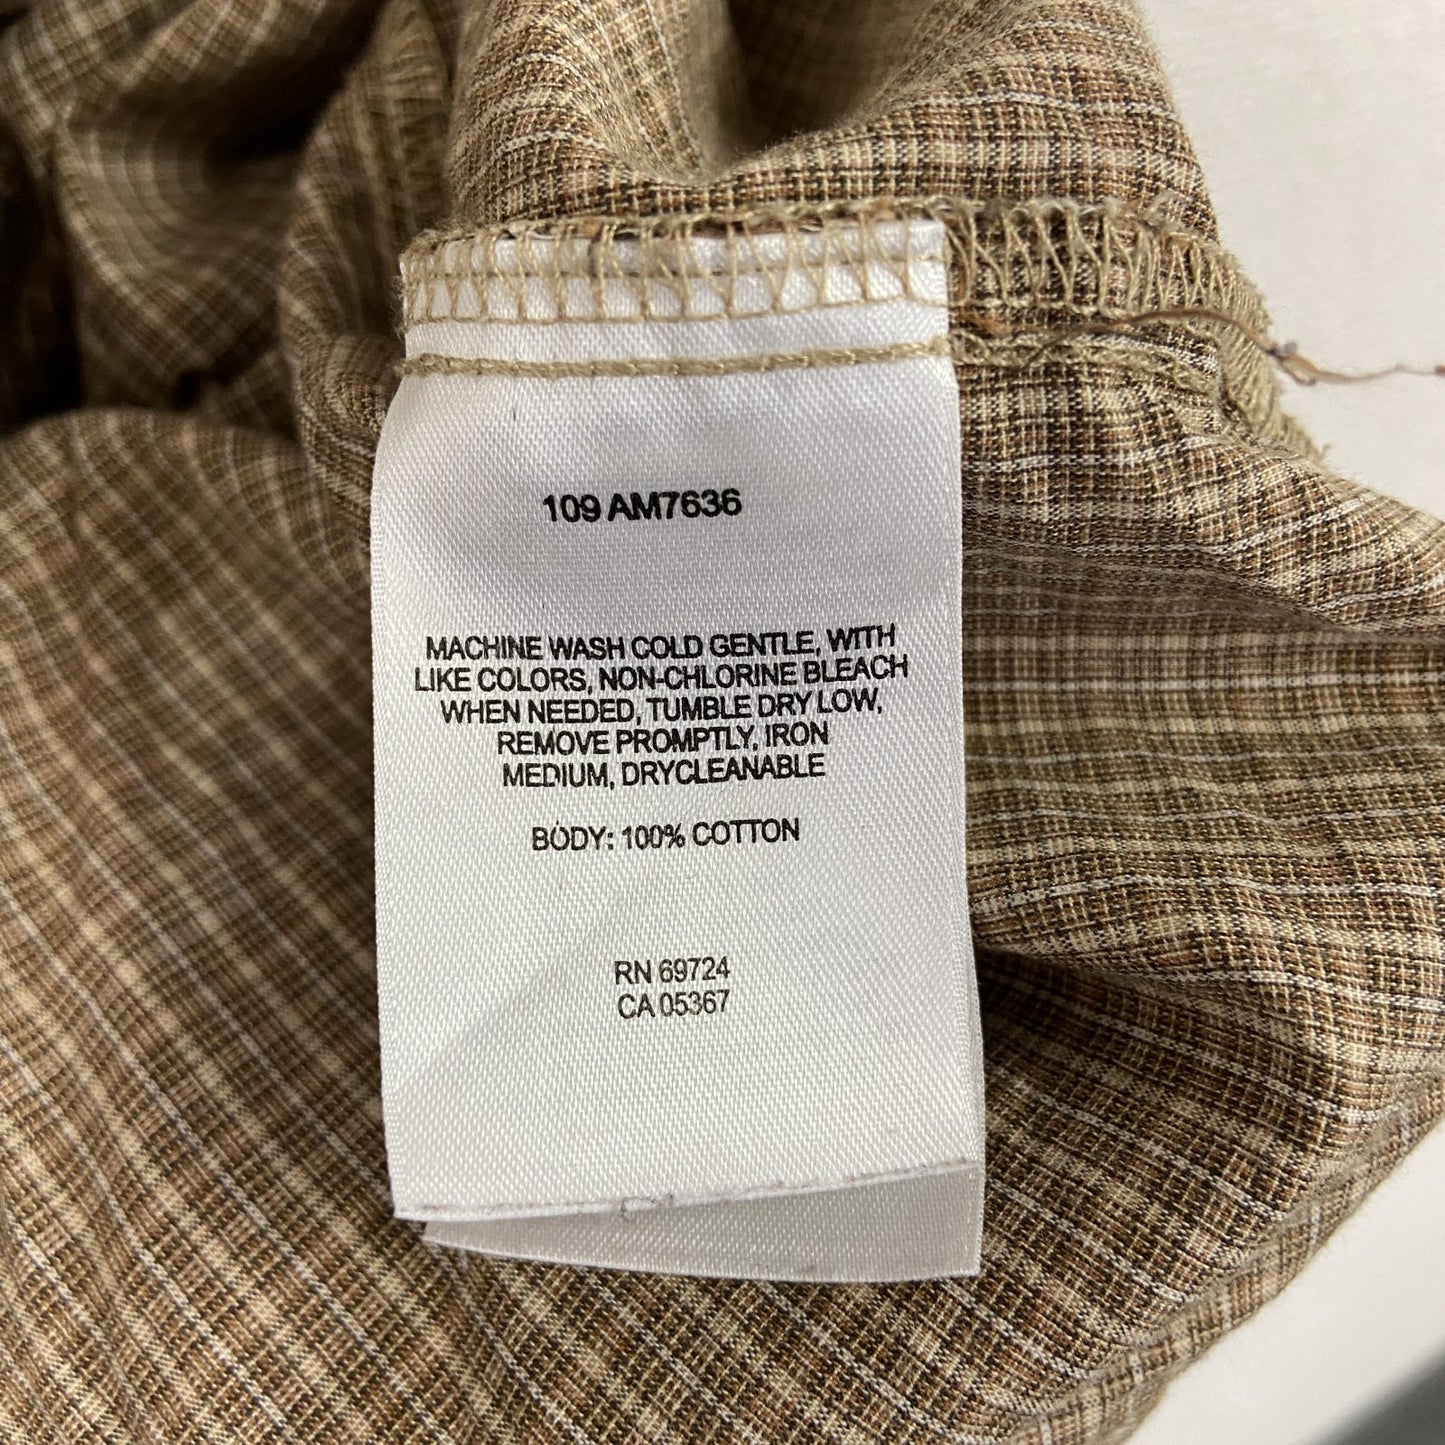 109 AM7636
MACHINE WASH COLD GENTLE, WITH
LIKE COLORS, NON-CHLORINE BLEACH
WHEN NEEDED, TUMBLE DRY LOW,
REMOVE PROMPTLY, IRON
MEDIUM, DRYCLEANABLE
BODY: 100% COTTON
RN 69724
CA 05367